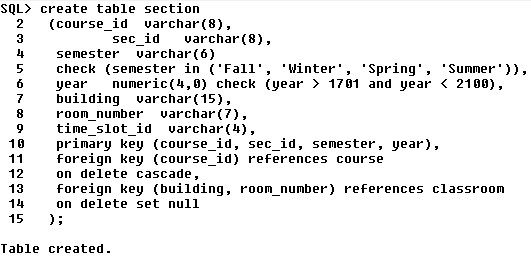 SQL> create table section
2 (course_id varchar(8),
3 sec_id varchar(8),
4 semester varchar(6)
5 check (semester in ('Fall', 'Winter', 'Spring', 'Summer')),
6 year numeric(4,0) check (year > 1701 and year < 2100),
7 building varchar(15),
8 room_number varchar(7),
9 time_slot_id varchar(4),
10 primary key (course_id, sec_id, semester, year),
11 foreign key (course_id) references course
12 on delete cascade,
13 foreign key (building, room_number) references classroom
14 on delete set null
15 );
Table created.